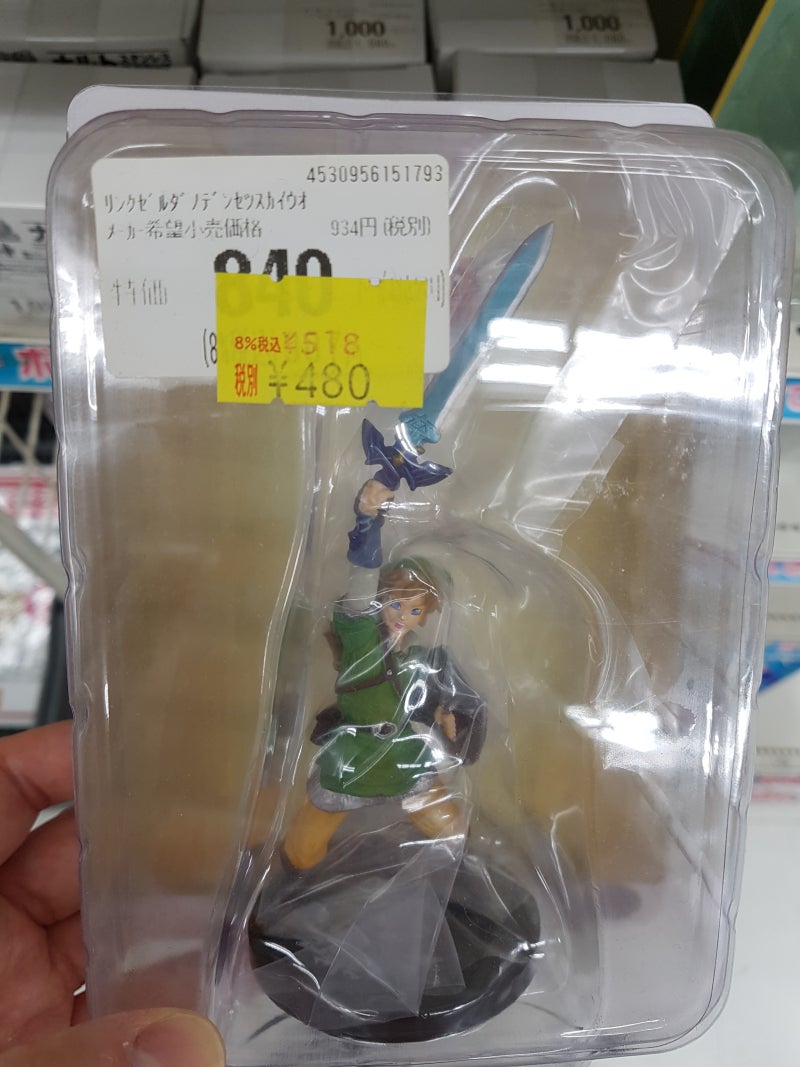 1,000
1,000
4530956151793
リンクゼルダノデンセツスカイウオ
メーカー希望小売価格 934円(税別)
特価 840
(8
8%税込¥518
税別 ¥480